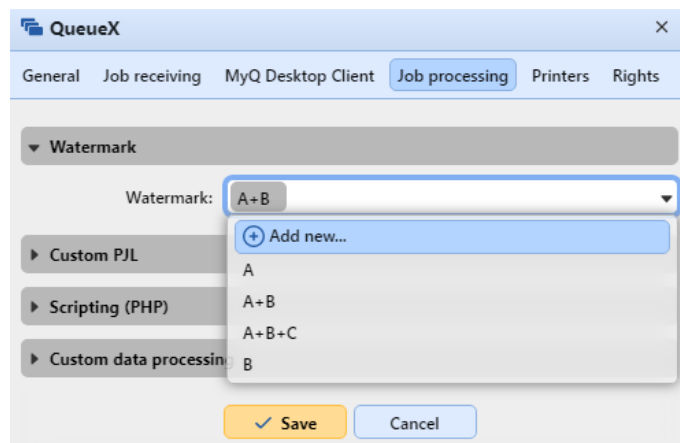 QueueX
General Job receiving MyQ Desktop Client Job processing Printers Rights
Watermark
Watermark: A+B
Add new...
Custom PJL
A
A+B
Scripting (PHP)
A+B+C
Custom data processing
B
Save Cancel